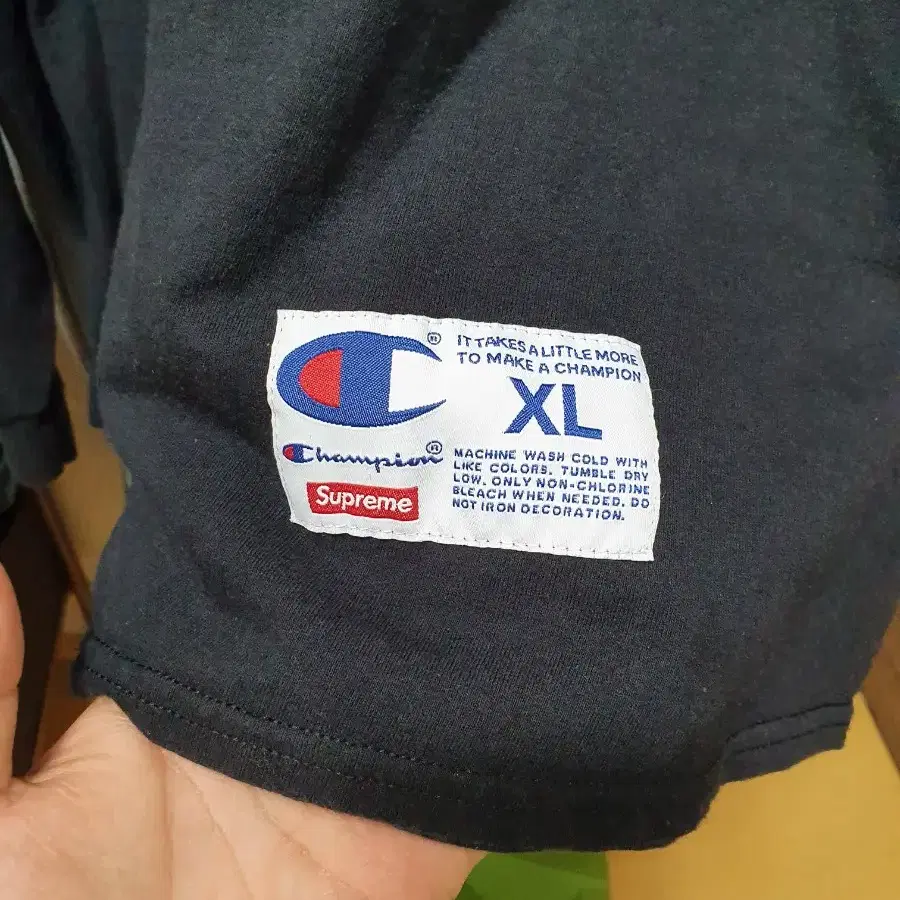 ®
IT TAKES A LITTLE MORE
TO MAKE A CHAMPION
XL
Champion®
Supreme
MACHINE WASH COLD WITH
LIKE COLORS. TUMBLE DRY
LOW. ONLY NON-CHLORINE
BLEACH WHEN NEEDED. DO
NOT IRON DECORATION.